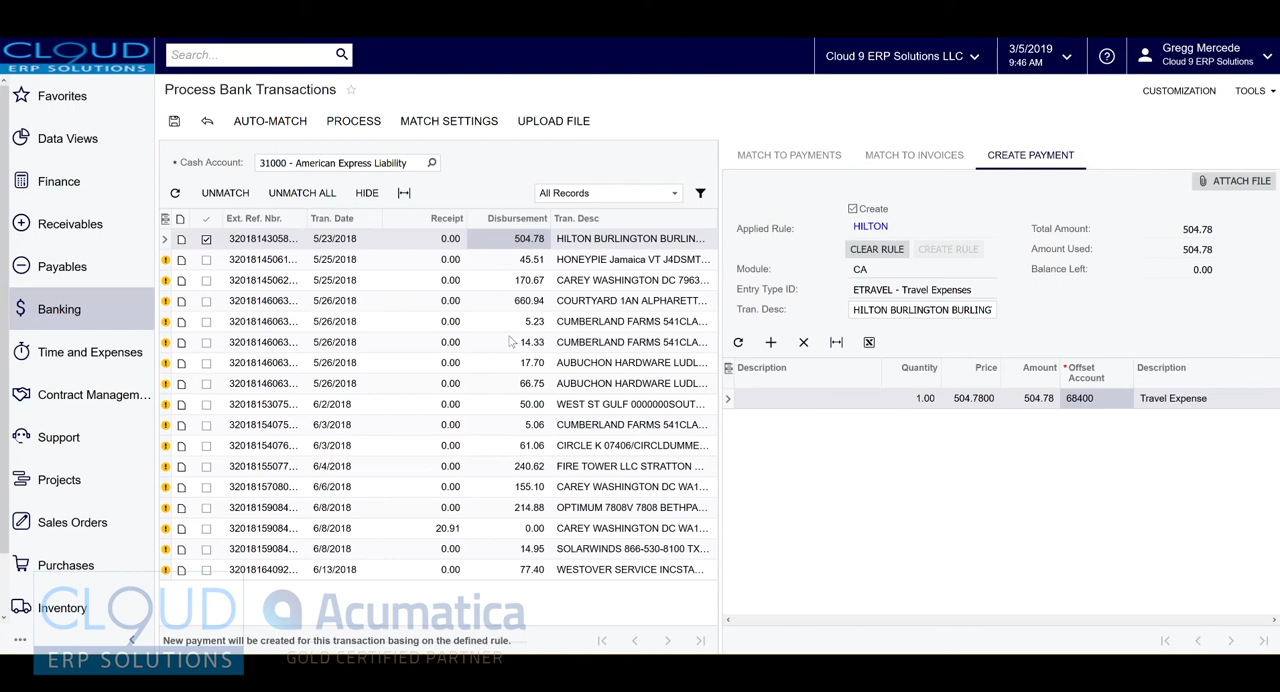 CLOUD
ERP SOLUTIONS
Search...
Cloud 9 ERP Solutions LLC
3/5/2019
9:46 AM
Gregg Mercede
Cloud 9 ERP Solutions
Favorites
Data Views
Finance
Receivables
Payables
Banking
Time and Expenses
Contract Managem...
Support
Projects
Sales Orders
Purchases
Inventory
Process Bank Transactions
CUSTOMIZATION TOOLS
AUTO-MATCH PROCESS MATCH SETTINGS UPLOAD FILE
• Cash Account: 31000 - American Express Liability
UNMATCH UNMATCH ALL HIDE All Records
Ext. Ref. Nbr. Tran. Date Receipt Disbursement Tran. Desc
32018143058... 5/23/2018 0.00 504.78 HILTON BURLINGTON BURLIN...
32018145061... 5/25/2018 0.00 45.51 HONEYPIE Jamaica VT J4DSMT...
32018145062... 5/25/2018 0.00 170.67 CAREY WASHINGTON DC 7963...
32018146063... 5/26/2018 0.00 660.94 COURTYARD 1AN ALPHARETT...
32018146063... 5/26/2018 0.00 5.23 CUMBERLAND FARMS 541CLA...
32018146063... 5/26/2018 0.00 14.33 CUMBERLAND FARMS 541CLA...
32018146063... 5/26/2018 0.00 17.70 AUBUCHON HARDWARE LUDL...
32018146063... 5/26/2018 0.00 66.75 AUBUCHON HARDWARE LUDL...
32018153075... 6/2/2018 0.00 50.00 WEST ST GULF 0000000SOUT...
32018154075... 6/3/2018 0.00 5.06 CUMBERLAND FARMS 541CLA...
32018154076... 6/3/2018 0.00 61.06 CIRCLE K 07406/CIRCLDUMME...
32018155077... 6/4/2018 0.00 240.62 FIRE TOWER LLC STRATTON ...
32018157080... 6/6/2018 0.00 155.10 CAREY WASHINGTON DC WA1...
32018159084... 6/8/2018 0.00 214.88 OPTIMUM 7808V 7808 BETHPA...
32018159084... 6/8/2018 20.91 0.00 CAREY WASHINGTON DC WA1...
32018159084... 6/8/2018 0.00 14.95 SOLARWINDS 866-530-8100 TX...
32018164092... 6/13/2018 0.00 77.40 WESTOVER SERVICE INCSTA...
New payment will be created for this transaction basing on the defined rule.
MATCH TO PAYMENTS MATCH TO INVOICES CREATE PAYMENT
ATTACH FILE
Create
Applied Rule: HILTON
CLEAR RULE CREATE RULE
Module: CA
Entry Type ID: ETRAVEL - Travel Expenses
Tran. Desc: HILTON BURLINGTON BURLING
Total Amount: 504.78
Amount Used: 504.78
Balance Left: 0.00
Description Quantity Price Amount * Offset Account Description
1.00 504.7800 504.78 68400 Travel Expense
CLOUD
ERP SOLUTIONS
Acumatica
GOLD CERTIFIED PARTNER